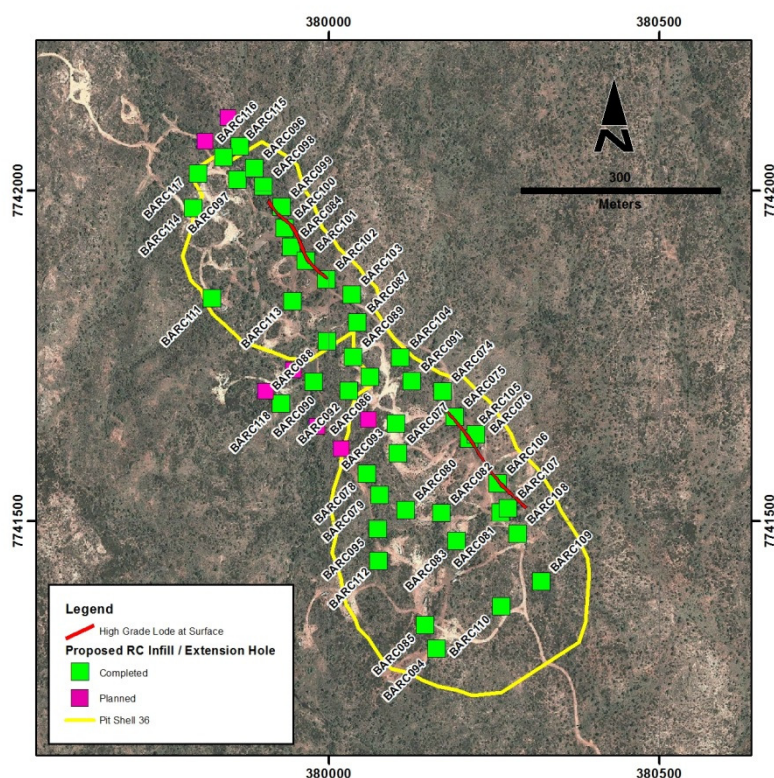 380000
380500
7742000
7741500
N
300
Meters
BARC116
BARC115
BARC096
BARC098
BARC099
BARC100
BARC084
BARC101
BARC102
BARC103
BARC087
BARC089
BARC117
BARC114
BARC097
BARC111
BARC113
BARC088
BARC104
BARC091
BARC074
BARC075
BARC105
BARC076
BARC118
BARC090
BARC092
BARC086
BARC077
BARC093
BARC106
BARC107
BARC108
BARC078
BARC079
BARC080
BARC082
BARC081
BARC095
BARC112
BARC083
BARC109
BARC110
BARC085
BARC094
Legend
High Grade Lode at Surface
Proposed RC Infill / Extension Hole
Completed
Planned
Pit Shell 36
7742000
7741500
380000
380500